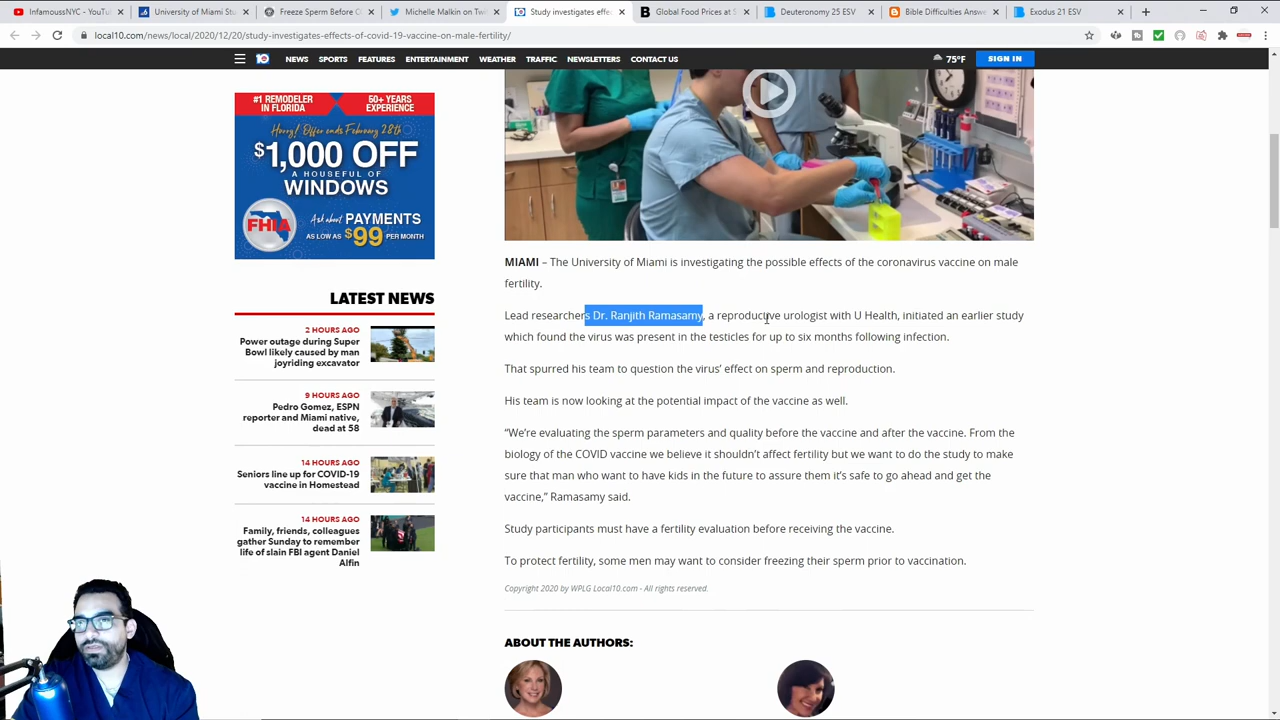 InfamousNYC - YouTu
University of Miami Stu
Freeze Sperm Before C
Michelle Malkin on Twit
Study investigates effe
Global Food Prices at S
Deuteronomy 25 ESV
Bible Difficulties Answe
Exodus 21 ESV
local10.com/news/local/2020/12/20/study-investigates-effects-of-covid-19-vaccine-on-male-fertility/
10 NEWS SPORTS FEATURES ENTERTAINMENT WEATHER TRAFFIC NEWSLETTERS CONTACT US 75°F SIGN IN
#1 REMODELER IN FLORIDA
50+ YEARS EXPERIENCE
Hurry! Offer ends February 28th
$1,000 OFF
A HOUSEFUL OF
WINDOWS
FHIA
Ask about PAYMENTS
AS LOW AS $99 PER MONTH
LATEST NEWS
2 HOURS AGO
Power outage during Super
Bowl likely caused by man
joyriding excavator
9 HOURS AGO
Pedro Gomez, ESPN
reporter and Miami native,
dead at 58
14 HOURS AGO
Seniors line up for COVID-19
vaccine in Homestead
14 HOURS AGO
Family, friends, colleagues
gather Sunday to remember
life of slain FBI agent Daniel
Alfin
MIAMI – The University of Miami is investigating the possible effects of the coronavirus vaccine on male
fertility.
Lead researchers Dr. Ranjith Ramasamy, a reproductive urologist with U Health, initiated an earlier study
which found the virus was present in the testicles for up to six months following infection.
That spurred his team to question the virus’ effect on sperm and reproduction.
His team is now looking at the potential impact of the vaccine as well.
“We’re evaluating the sperm parameters and quality before the vaccine and after the vaccine. From the
biology of the COVID vaccine we believe it shouldn’t affect fertility but we want to do the study to make
sure that man who want to have kids in the future to assure them it’s safe to go ahead and get the
vaccine,” Ramasamy said.
Study participants must have a fertility evaluation before receiving the vaccine.
To protect fertility, some men may want to consider freezing their sperm prior to vaccination.
Copyright 2020 by WPLG Local10.com - All rights reserved.
ABOUT THE AUTHORS: